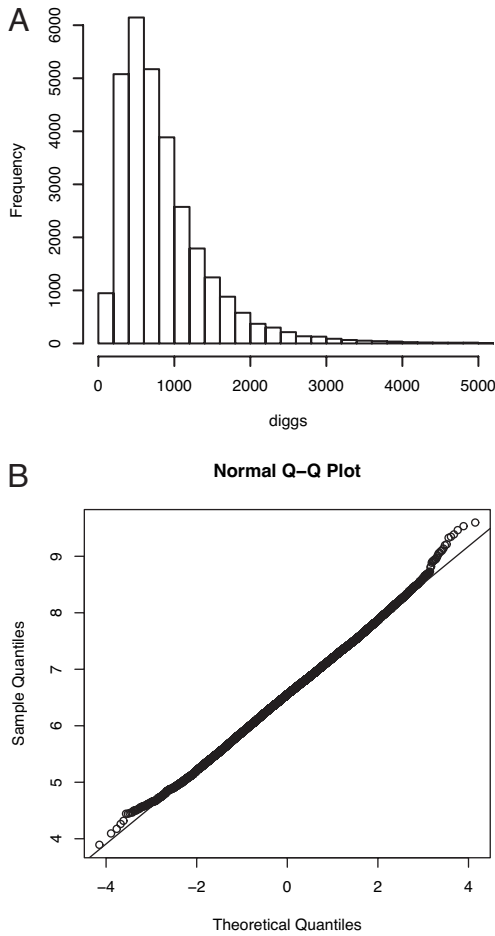 A
6000
5000
4000
3000
2000
1000
0
Frequency
0 1000 2000 3000 4000 5000
diggs
B
Normal Q−Q Plot
9
8
7
6
5
4
Sample Quantiles
−4 −2 0 2 4
Theoretical Quantiles